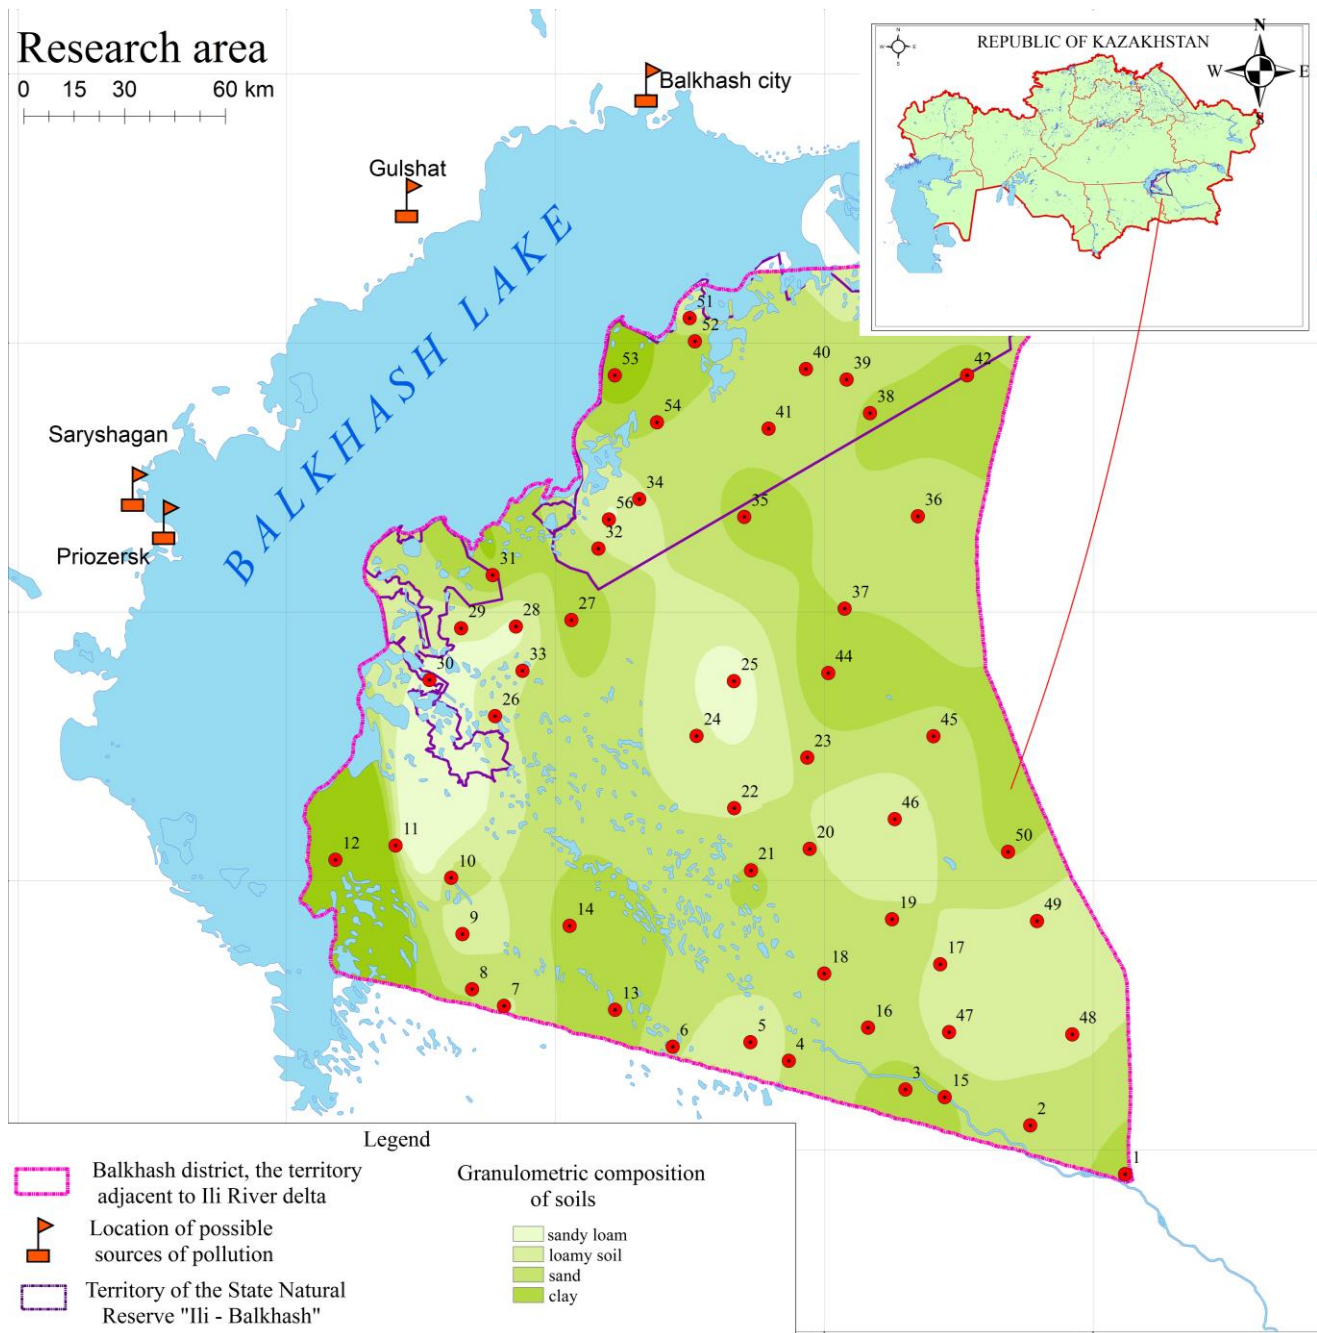 Research area
0 15 30 60 km
REPUBLIC OF KAZAKHSTAN
N
W E
S
N
W E
S
Balkhash city
Gulshat
Saryshagan
Priozersk
BALKHASH LAKE
51
52
53
40
39
42
38
54
41
34
56
35
36
32
31
37
27
29
28
44
33
30
25
26
24
45
23
22
46
12
11
20
50
10
21
14
19
49
9
17
18
8
7
13
16
47
48
6
5
4
3
15
2
1
Legend
Balkhash district, the territory
adjacent to Ili River delta
Location of possible
sources of pollution
Territory of the State Natural
Reserve "Ili - Balkhash"
Granulometric composition
of soils
sandy loam
loamy soil
sand
clay